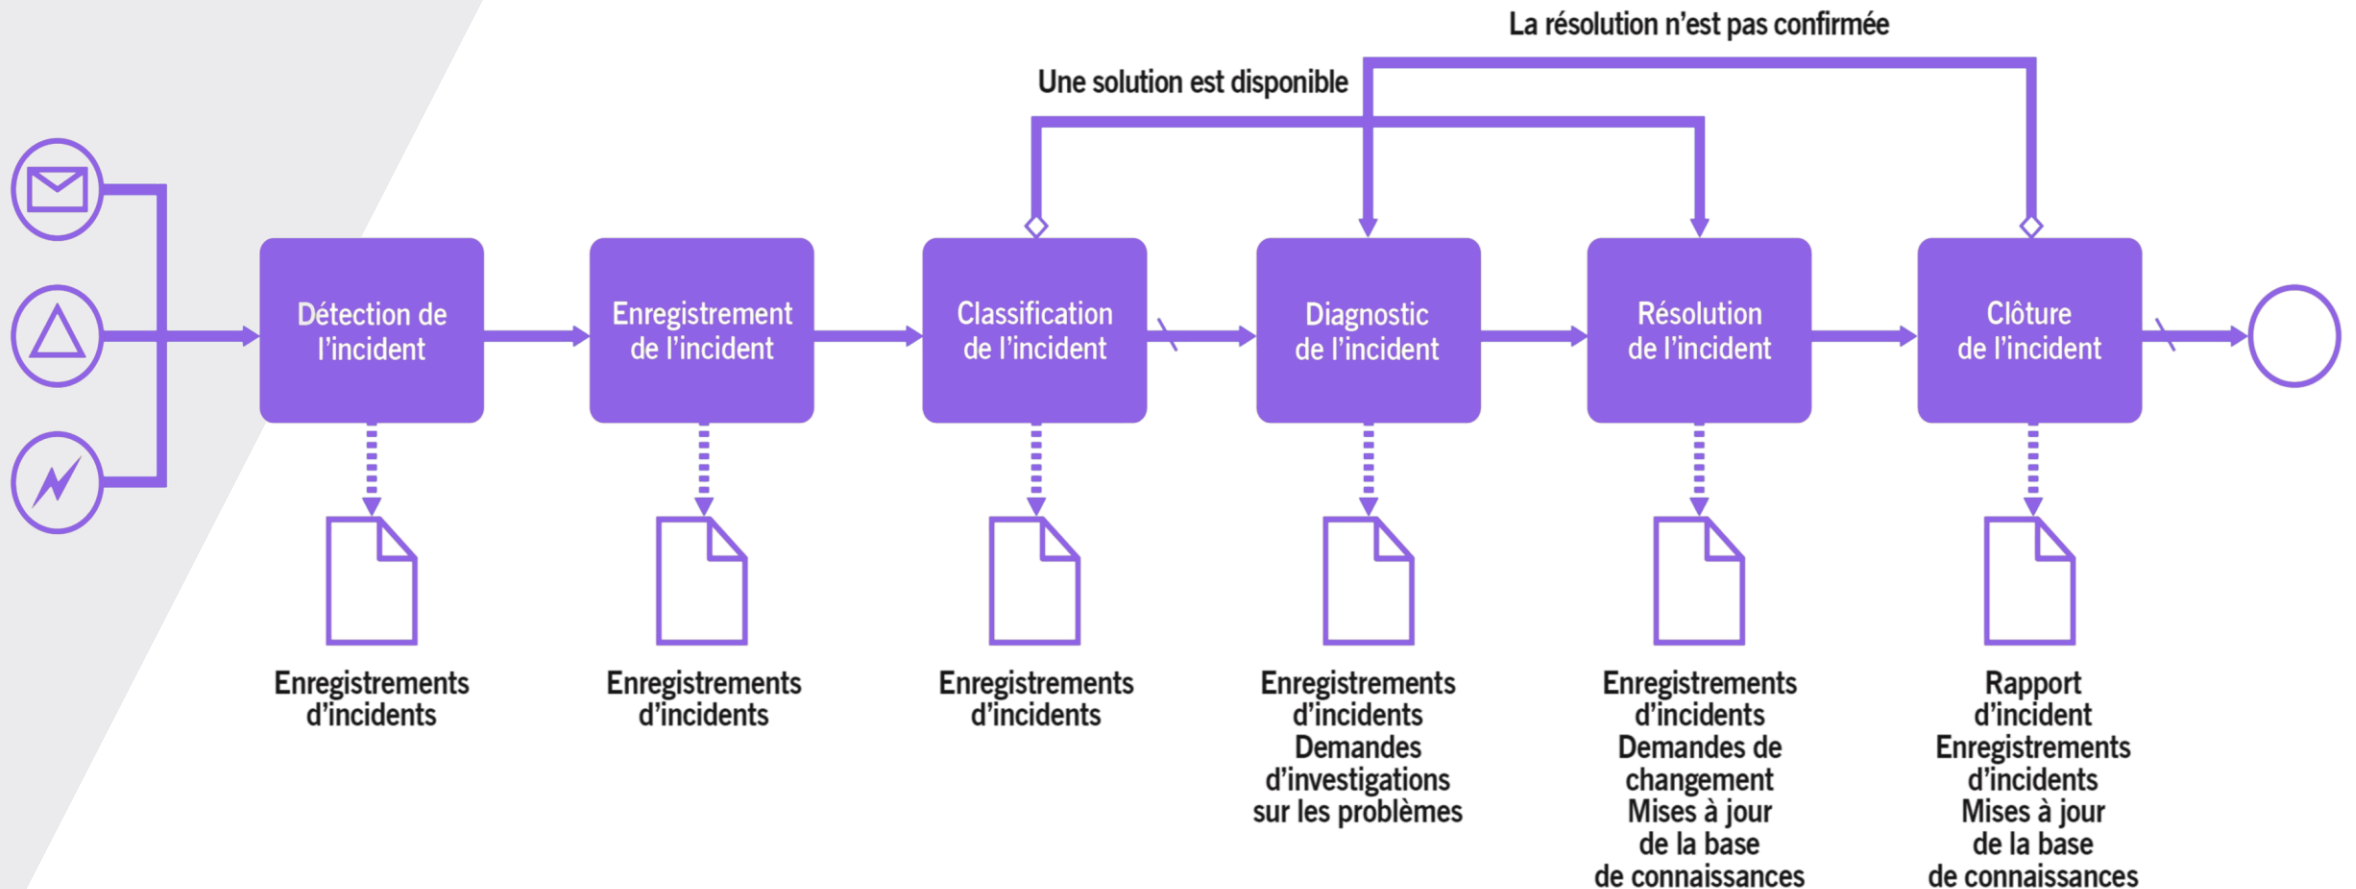 La résolution n'est pas confirmée
Une solution est disponible
Détection de
l'incident
Enregistrement
de l'incident
Classification
de l'incident
Diagnostic
de l'incident
Résolution
de l'incident
Clôture
de l'incident
Enregistrements
d'incidents
Enregistrements
d'incidents
Enregistrements
d'incidents
Enregistrements
d'incidents
Demandes
d'investigations
sur les problèmes
Enregistrements
d'incidents
Demandes de
changement
Mises à jour
de la base
de connaissances
Rapport
d'incident
Enregistrements
d'incidents
Mises à jour
de la base
de connaissances